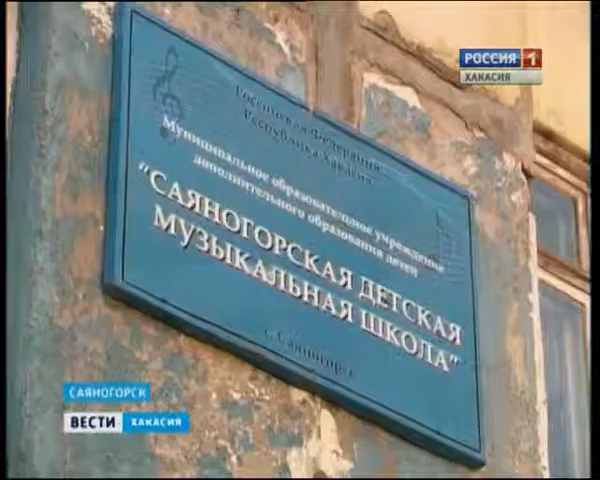 РОССИЯ 1
ХАКАСИЯ
Российская Федерация
Республика Хакасия
Муниципальное образовательное учреждение
дополнительного образования детей
"САЯНОГОРСКАЯ ДЕТСКАЯ
МУЗЫКАЛЬНАЯ ШКОЛА"
г. Саяногорск
САЯНОГОРСК
ВЕСТИ ХАКАСИЯ